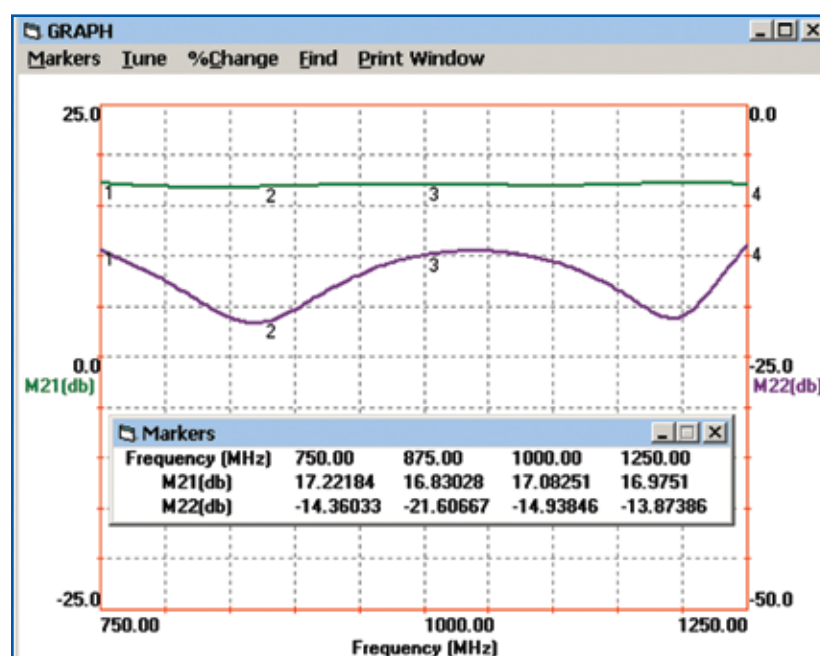 GRAPH
Markers Tune %Change Find Print Window
25.0 0.0
1 2 3 4
1 2 3 4
0.0 -25.0
M21(db) M22(db)
Markers
Frequency (MHz) 750.00 875.00 1000.00 1250.00
M21(db) 17.22184 16.83028 17.08251 16.9751
M22(db) -14.36033 -21.60667 -14.93846 -13.87386
-25.0 -50.0
750.00 1000.00 1250.00
Frequency (MHz)